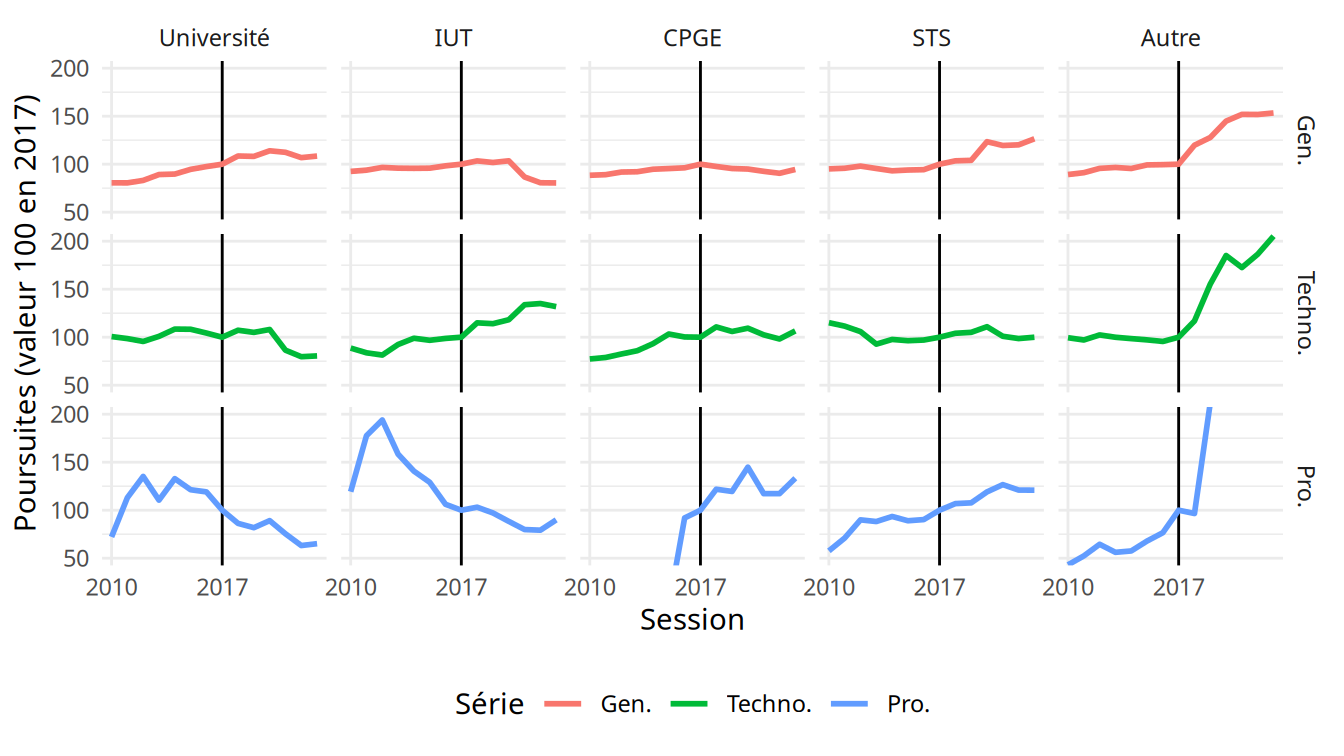 Université IUT CPGE STS Autre
Poursuites (valeur 100 en 2017)
200
150
100
50
Gen.
200
150
100
50
Techno.
200
150
100
50
Pro.
2010 2017 2010 2017 2010 2017 2010 2017 2010 2017
Session
Série Gen. Techno. Pro.